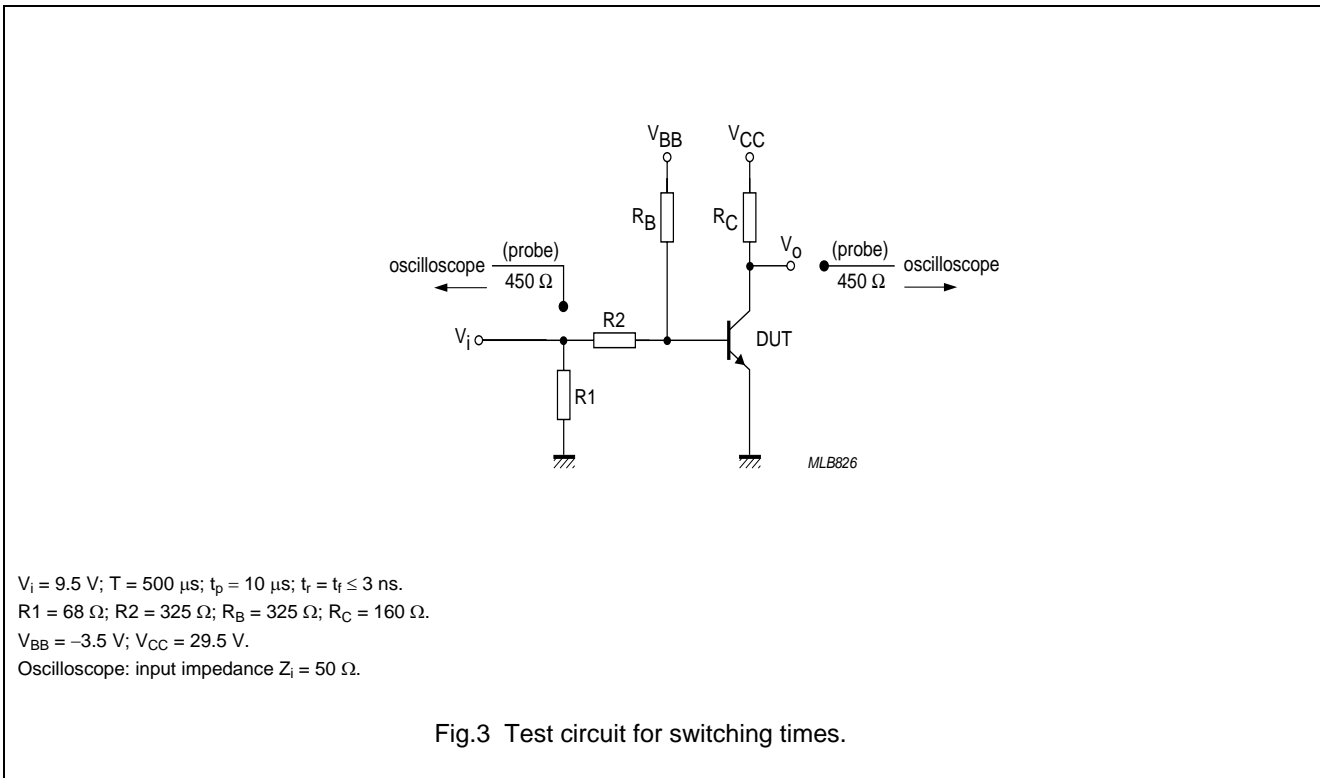 VBB
VCC
RB
RC
Vo
(probe)
oscilloscope
450 Ω
(probe)
oscilloscope
450 Ω
R2
Vi
DUT
R1
MLB826
Vi = 9.5 V; T = 500 μs; tp = 10 μs; tr = tf ≤ 3 ns.
R1 = 68 Ω; R2 = 325 Ω; RB = 325 Ω; RC = 160 Ω.
VBB = −3.5 V; VCC = 29.5 V.
Oscilloscope: input impedance Zi = 50 Ω.
Fig.3 Test circuit for switching times.